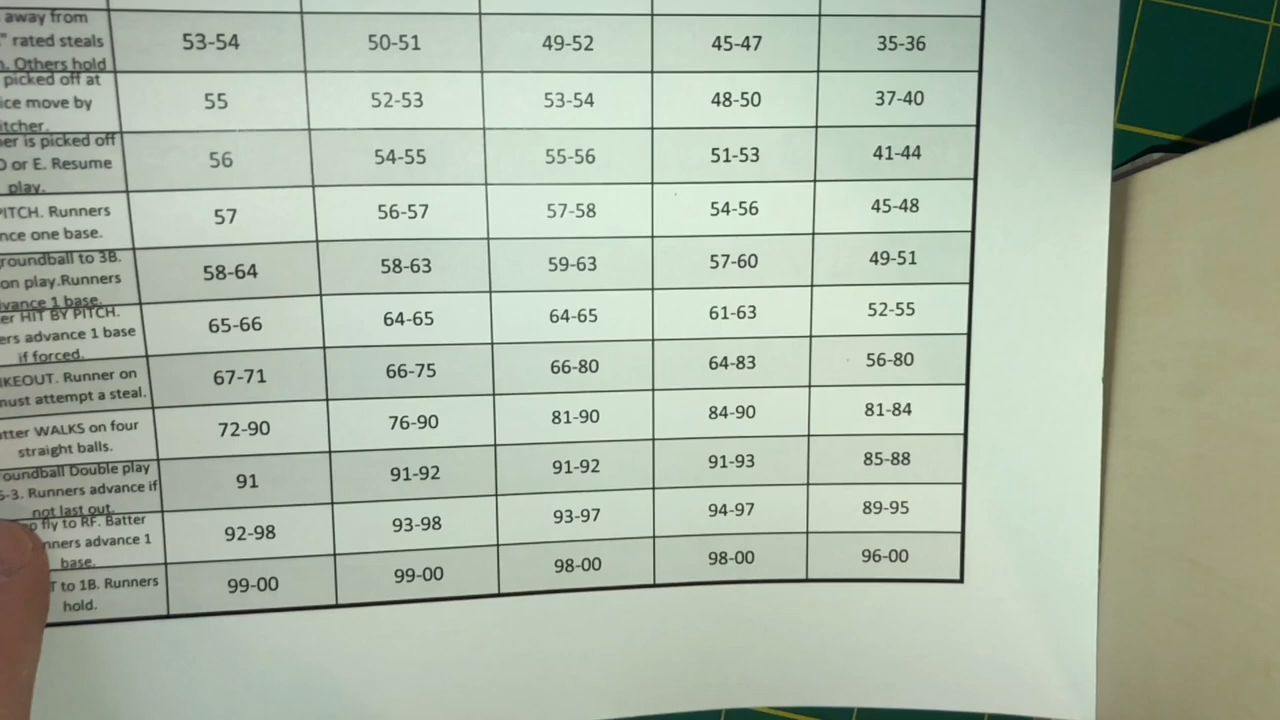 away from
" rated steals
. Others hold
53-54 50-51 49-52 45-47 35-36
picked off at
ice move by
itcher.
55 52-53 53-54 48-50 37-40
er is picked off
D or E. Resume
play.
56 54-55 55-56 51-53 41-44
PITCH. Runners
nce one base.
57 56-57 57-58 54-56 45-48
roundball to 3B.
on play.Runners
vance 1 base.
58-64 58-63 59-63 57-60 49-51
er HIT BY PITCH.
ers advance 1 base
if forced.
65-66 64-65 64-65 61-63 52-55
IKEOUT. Runner on
must attempt a steal.
67-71 66-75 66-80 64-83 56-80
tter WALKS on four
straight balls.
72-90 76-90 81-90 84-90 81-84
oundball Double play
6-3. Runners advance if
not last out.
91 91-92 91-92 91-93 85-88
p fly to RF. Batter
nners advance 1
base.
92-98 93-98 93-97 94-97 89-95
T to 1B. Runners
hold.
99-00 99-00 98-00 98-00 96-00